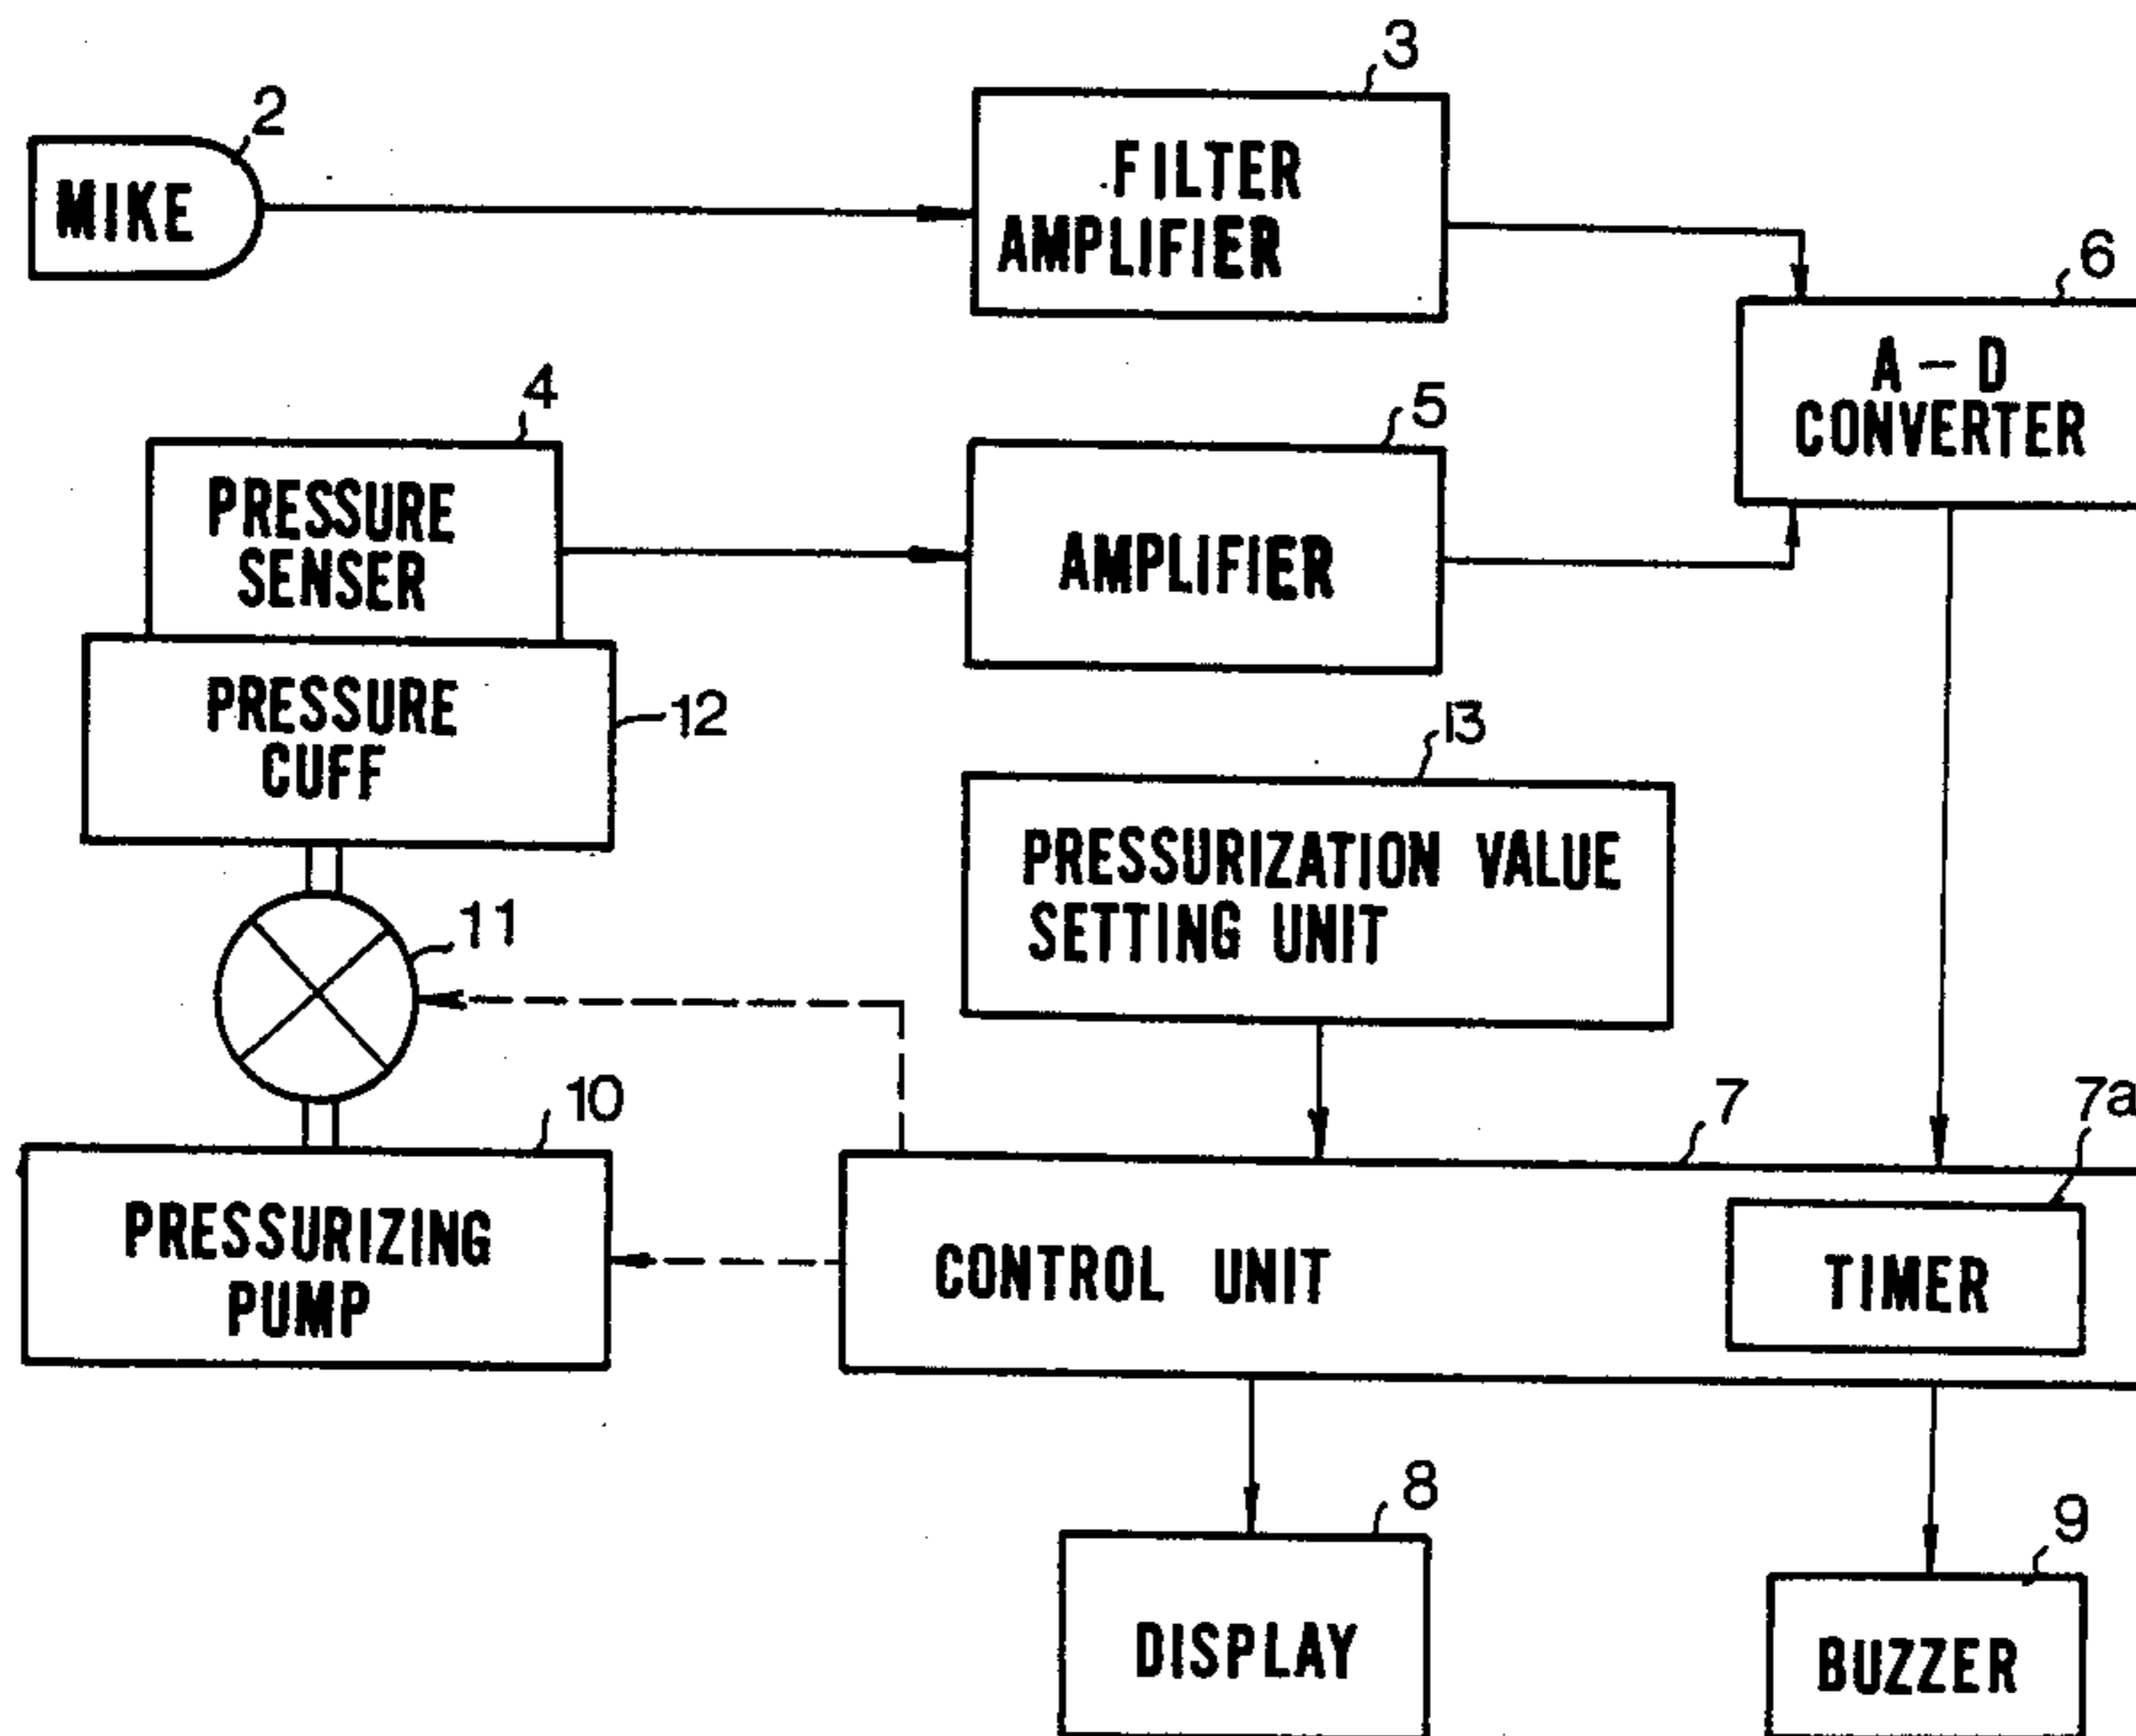 3
2
MIKE
FILTER
AMPLIFIER
6
A-D
CONVERTER
4
PRESSURE
SENSER
5
AMPLIFIER
PRESSURE
CUFF
12
13
PRESSURIZATION VALUE
SETTING UNIT
11
10
PRESSURIZING
PUMP
7
7a
CONTROL UNIT
TIMER
8
DISPLAY
9
BUZZER